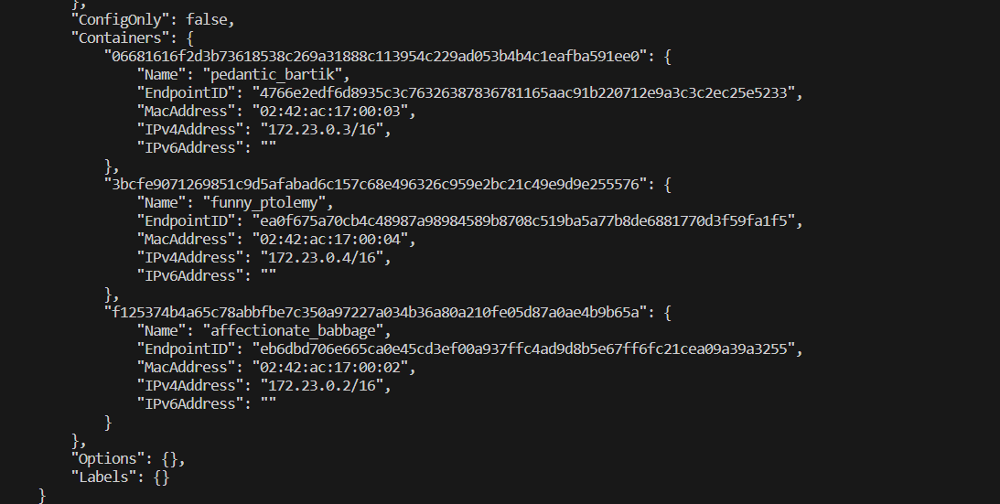 },
"ConfigOnly": false,
"Containers": {
"06681616f2d3b73618538c269a31888c113954c229ad053b4b4c1eafba591ee0": {
"Name": "pedantic_bartik",
"EndpointID": "4766e2edf6d8935c3c76326387836781165aac91b220712e9a3c3c2ec25e5233",
"MacAddress": "02:42:ac:17:00:03",
"IPv4Address": "172.23.0.3/16",
"IPv6Address": ""
},
"3bcfe9071269851c9d5afabad6c157c68e496326c959e2bc21c49e9d9e255576": {
"Name": "funny_ptolemy",
"EndpointID": "ea0f675a70cb4c48987a98984589b8708c519ba5a77b8de6881770d3f59fa1f5",
"MacAddress": "02:42:ac:17:00:04",
"IPv4Address": "172.23.0.4/16",
"IPv6Address": ""
},
"f125374b4a65c78abbfbe7c350a97227a034b36a80a210fe05d87a0ae4b9b65a": {
"Name": "affectionate_babbage",
"EndpointID": "eb6dbd706e665ca0e45cd3ef00a937ffc4ad9d8b5e67ff6fc21cea09a39a3255",
"MacAddress": "02:42:ac:17:00:02",
"IPv4Address": "172.23.0.2/16",
"IPv6Address": ""
}
},
"Options": {},
"Labels": {}
}